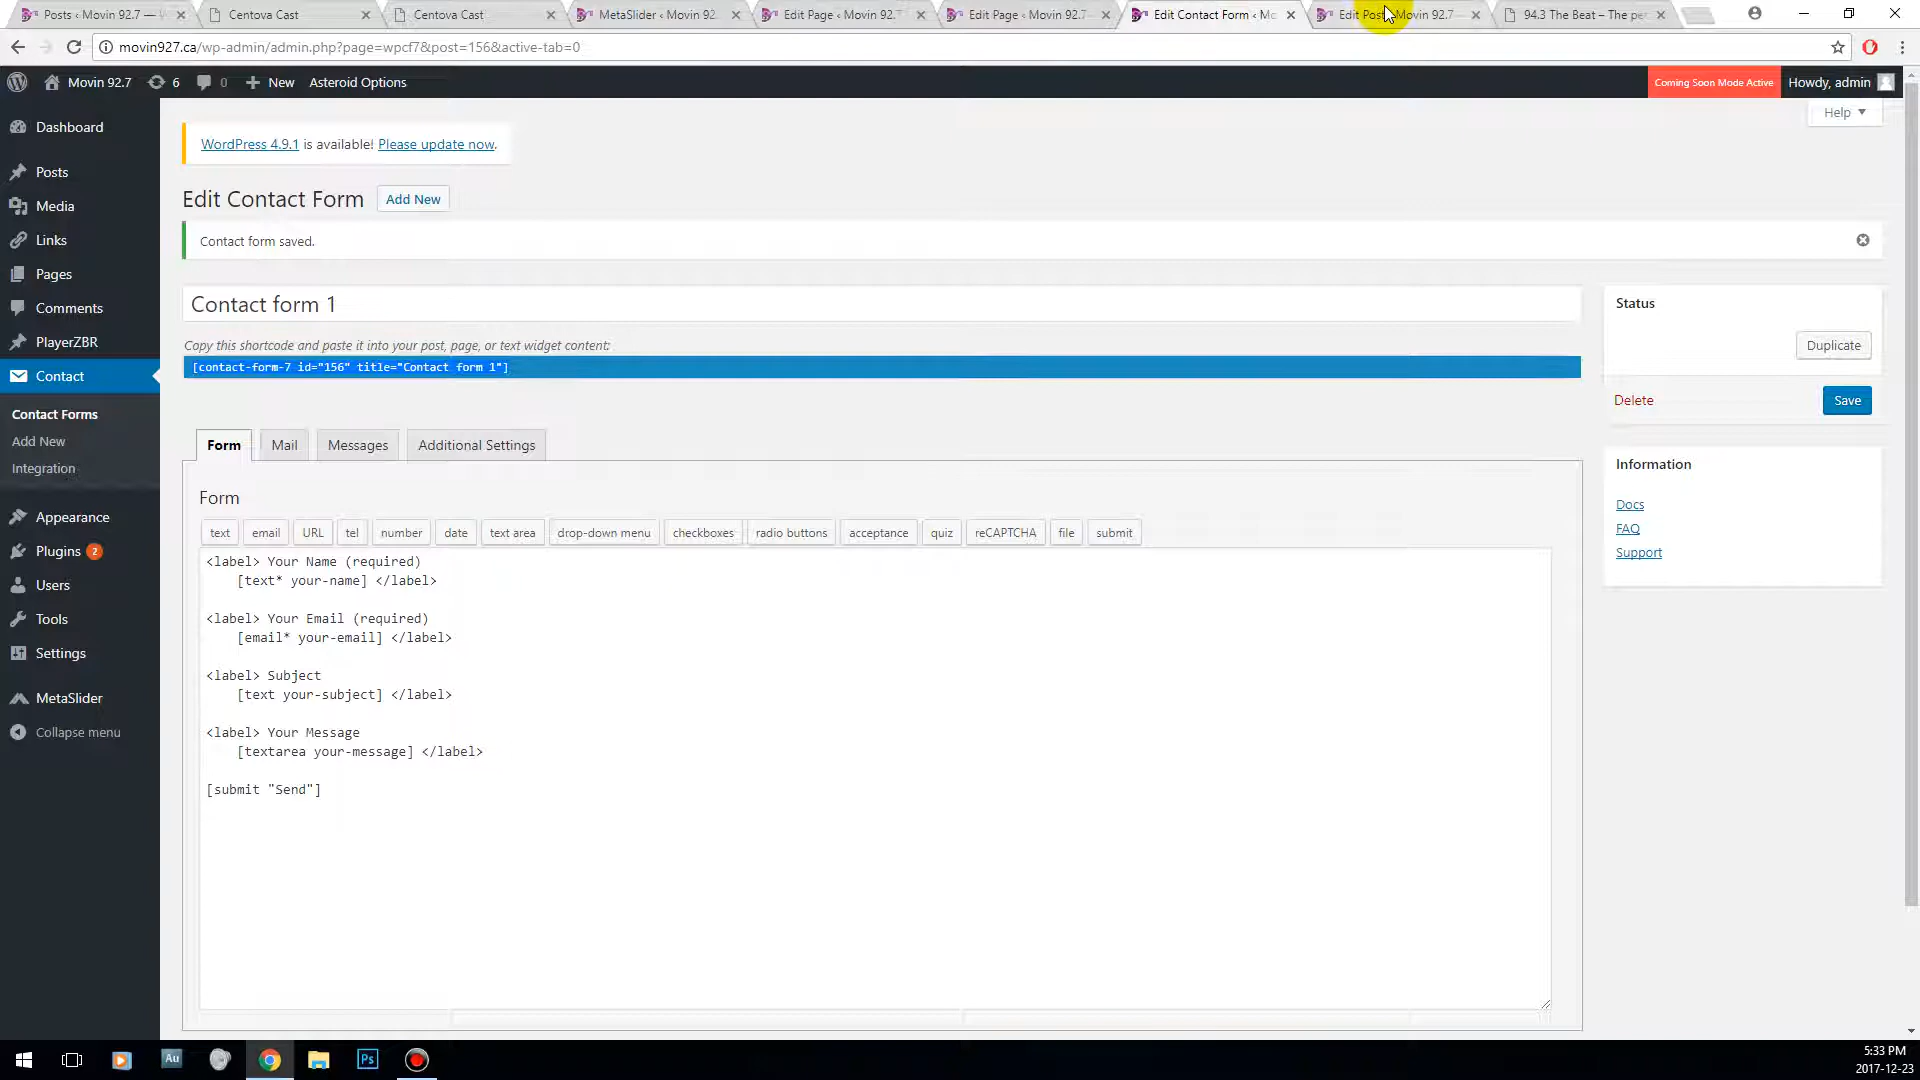 Posts ‹ Movin 92.7 — W
Centova Cast
Centova Cast
MetaSlider ‹ Movin 92.
Edit Page ‹ Movin 92.7
Edit Page ‹ Movin 92.7
Edit Contact Form ‹ Mo
Edit Post ‹ Movin 92.7
94.3 The Beat – The pe
movin927.ca/wp-admin/admin.php?page=wpcf7&post=156&active-tab=0
Movin 92.7
6
0
New
Asteroid Options
Coming Soon Mode Active
Howdy, admin
Help
Dashboard
Posts
Media
Links
Pages
Comments
PlayerZBR
Contact
Contact Forms
Add New
Integration
Appearance
Plugins 2
Users
Tools
Settings
MetaSlider
Collapse menu
WordPress 4.9.1 is available! Please update now.
Edit Contact Form
Add New
Contact form saved.
Contact form 1
Copy this shortcode and paste it into your post, page, or text widget content:
[contact-form-7 id="156" title="Contact form 1"]
Form
Mail
Messages
Additional Settings
Form
text
email
URL
tel
number
date
text area
drop-down menu
checkboxes
radio buttons
acceptance
quiz
reCAPTCHA
file
submit
<label> Your Name (required)
[text* your-name] </label>
<label> Your Email (required)
[email* your-email] </label>
<label> Subject
[text your-subject] </label>
<label> Your Message
[textarea your-message] </label>
[submit "Send"]
Status
Duplicate
Delete
Save
Information
Docs
FAQ
Support
Au
Ps
5:33 PM
2017-12-23